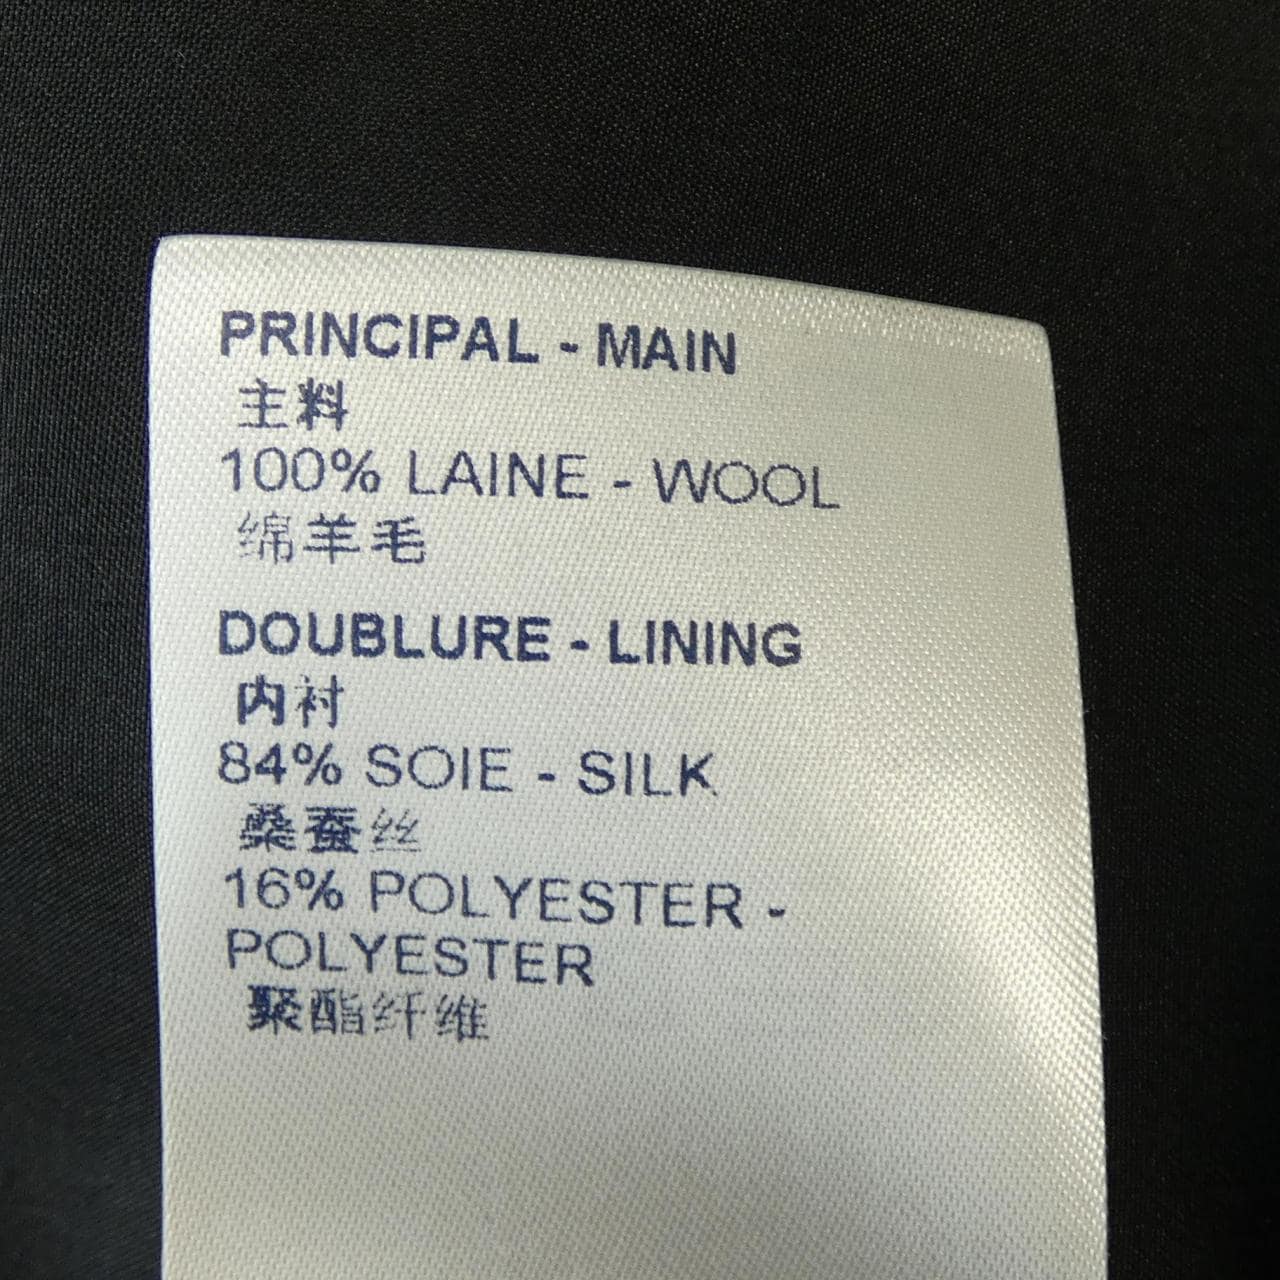 PRINCIPAL - MAIN
主料
100% LAINE - WOOL
绵羊毛
DOUBLURE - LINING
内衬
84% SOIE - SILK
桑蚕丝
16% POLYESTER -
POLYESTER
聚酯纤维